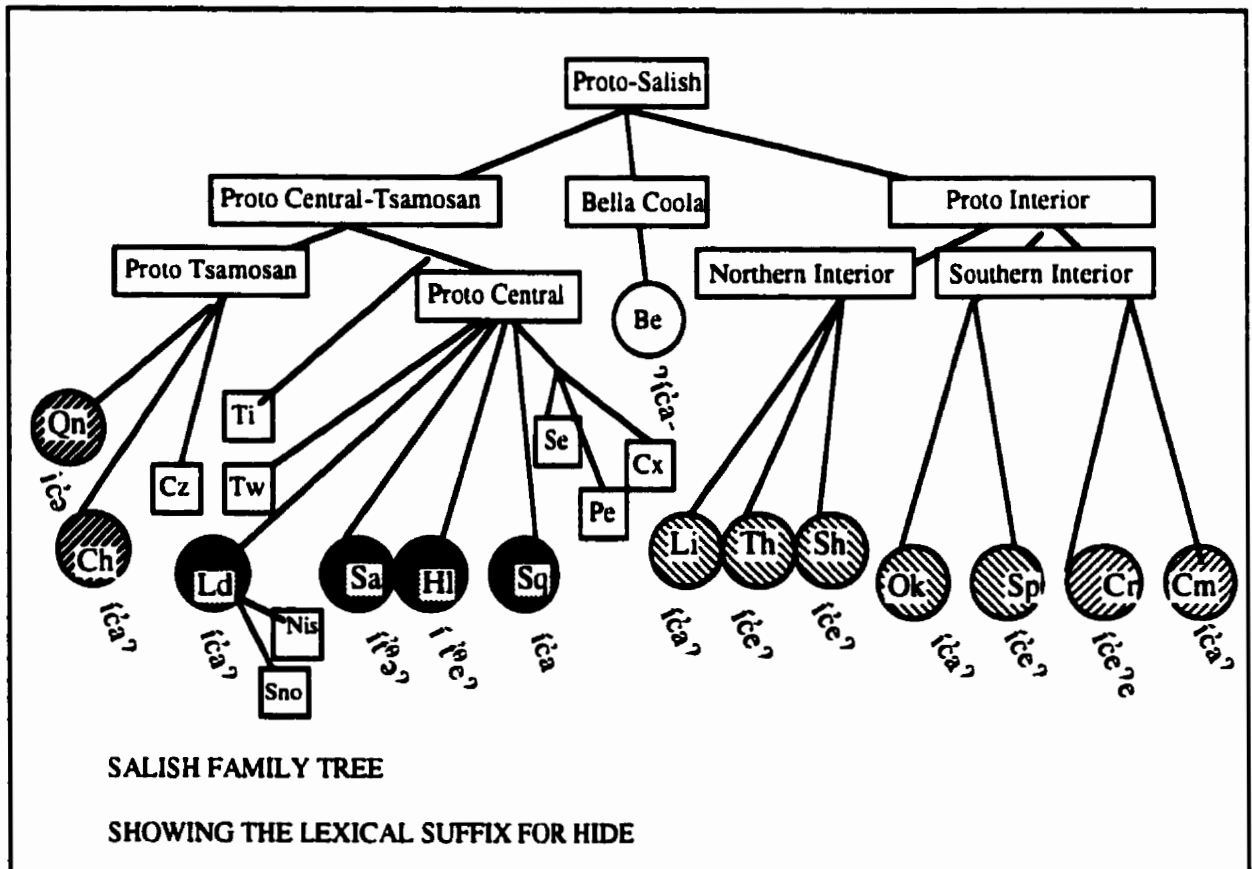 Proto-Salish
Proto Central-Tsamosan
Bella Coola
Proto Interior
Proto Tsamosan
Proto Central
Northern Interior
Southern Interior
Be
ʔíc̓a-
Qn
íc̓ə
Ch
íc̓aʔ
Cz
Ti
Tw
Ld
íc̓aʔ
Nis
Sno
Sa
ít̓ᶿəʔ
Hl
í t̓ᶿeʔ
Sq
íc̓a
Se
Pe
Cx
Li
íc̓aʔ
Th
íc̓eʔ
Sh
íc̓eʔ
Ok
íc̓aʔ
Sp
íc̓eʔ
Cr
íc̓eʔe
Cm
íc̓aʔ
SALISH FAMILY TREE
SHOWING THE LEXICAL SUFFIX FOR HIDE